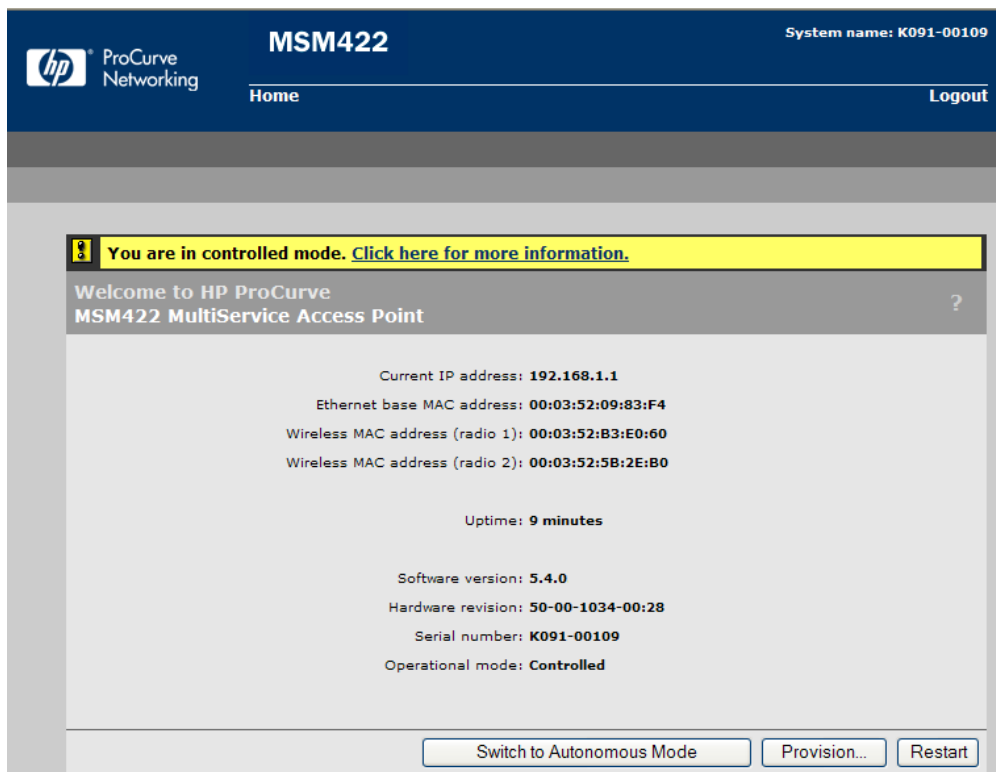 hp ProCurve Networking
MSM422
System name: K091-00109
Home
Logout
You are in controlled mode. Click here for more information.
Welcome to HP ProCurve
MSM422 MultiService Access Point
?
Current IP address: 192.168.1.1
Ethernet base MAC address: 00:03:52:09:83:F4
Wireless MAC address (radio 1): 00:03:52:B3:E0:60
Wireless MAC address (radio 2): 00:03:52:5B:2E:B0
Uptime: 9 minutes
Software version: 5.4.0
Hardware revision: 50-00-1034-00:28
Serial number: K091-00109
Operational mode: Controlled
Switch to Autonomous Mode
Provision...
Restart